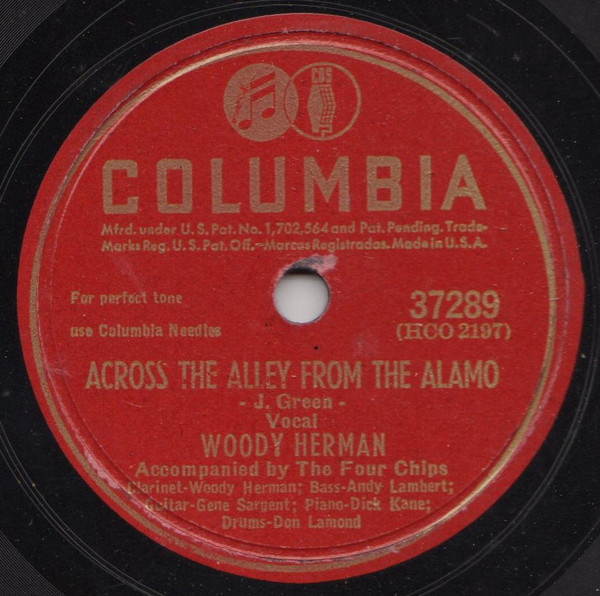 CBS
COLUMBIA
Mfrd. under U.S. Pat. No. 1,702,564 and Pat. Pending. Trade-
Marks Reg. U.S. Pat. Off.-Marcas Registradas. Made in U.S.A.
For perfect tone
use Columbia Needles
37289
(HCO 2197)
ACROSS THE ALLEY FROM THE ALAMO
- J. Green -
Vocal
WOODY HERMAN
Accompanied by The Four Chips
Clarinet-Woody Herman; Bass-Andy Lambert;
Guitar-Gene Sargent; Piano-Dick Kane;
Drums-Don Lamond